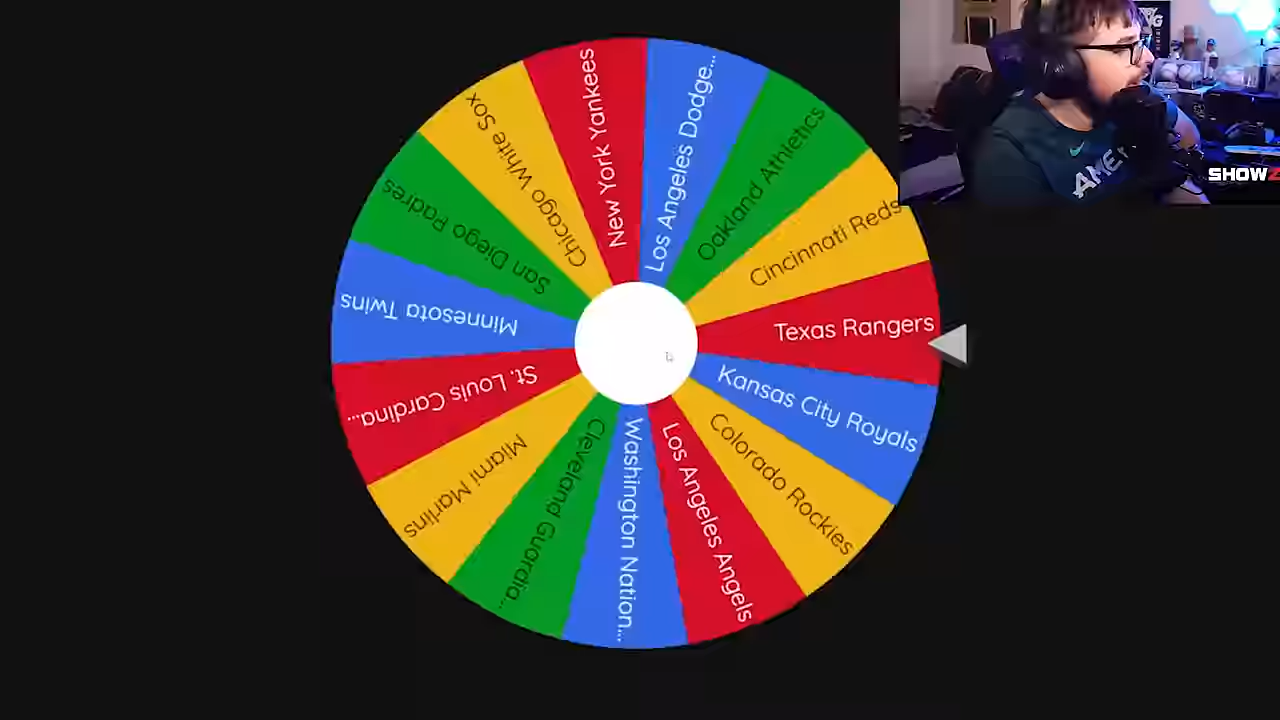 New York Yankees
Los Angeles Dodge...
Oakland Athletics
Cincinnati Reds
Texas Rangers
Kansas City Royals
Colorado Rockies
Los Angeles Angels
Washington Nation...
Cleveland Guardia...
Miami Marlins
St. Louis Cardina...
Minnesota Twins
San Diego Padres
Chicago White Sox
AME
SHOWZ